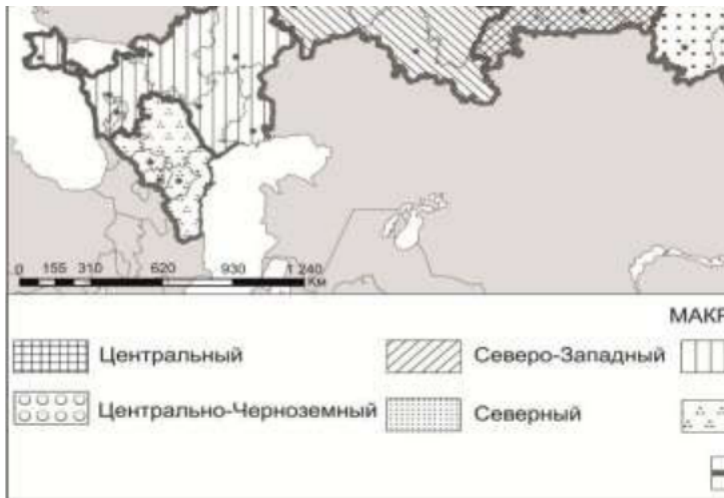 0 155 310 620 930 1 240
Км
МАКР
Центральный Северо-Западный
Центрально-Черноземный Северный